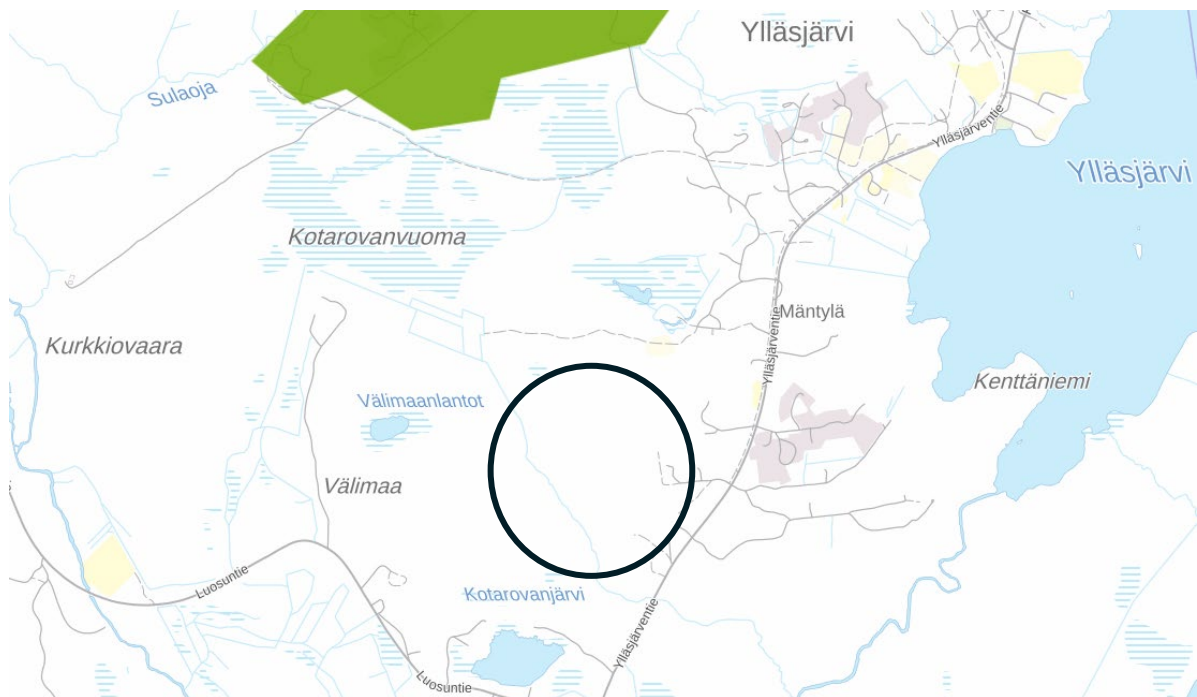 Ylläsjärvi
Sulaoja
Ylläsjärventie
Ylläsjärvi
Kotarovanvuoma
Mäntylä
Kurkkiovaara
Ylläsjärventie
Kenttäniemi
Välimaanlantot
Välimaa
Luosuntie
Kotarovanjärvi
Ylläsjärventie
Luosuntie